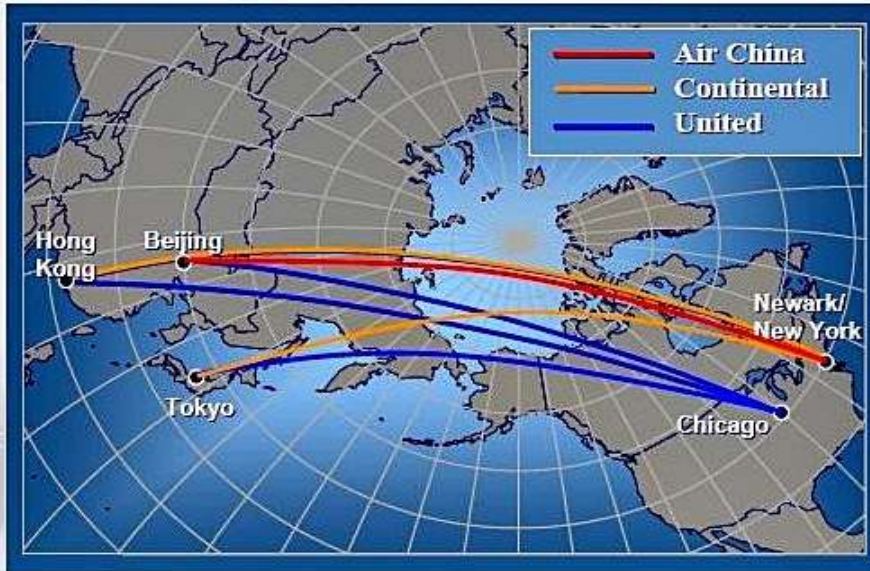 Air China
Continental
United
Hong
Kong
Beijing
Newark/
New York
Tokyo
Chicago